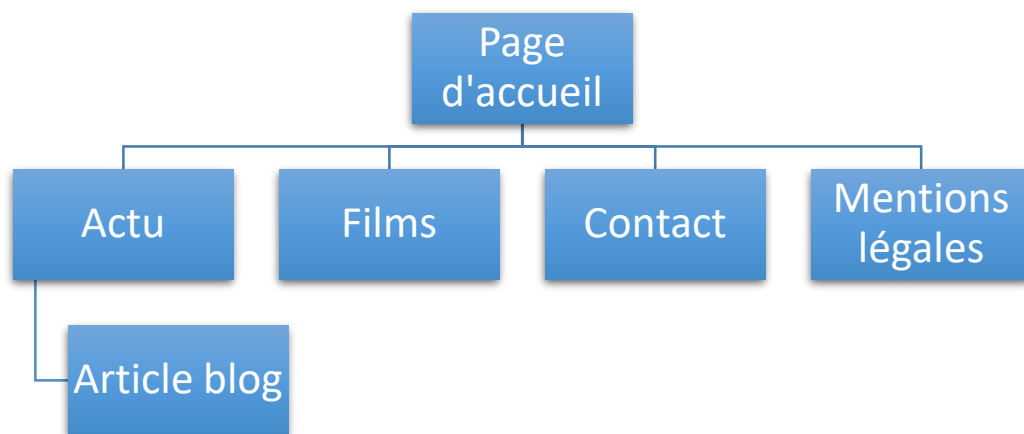 Page
d'accueil
Actu
Films
Contact
Mentions
légales
Article blog